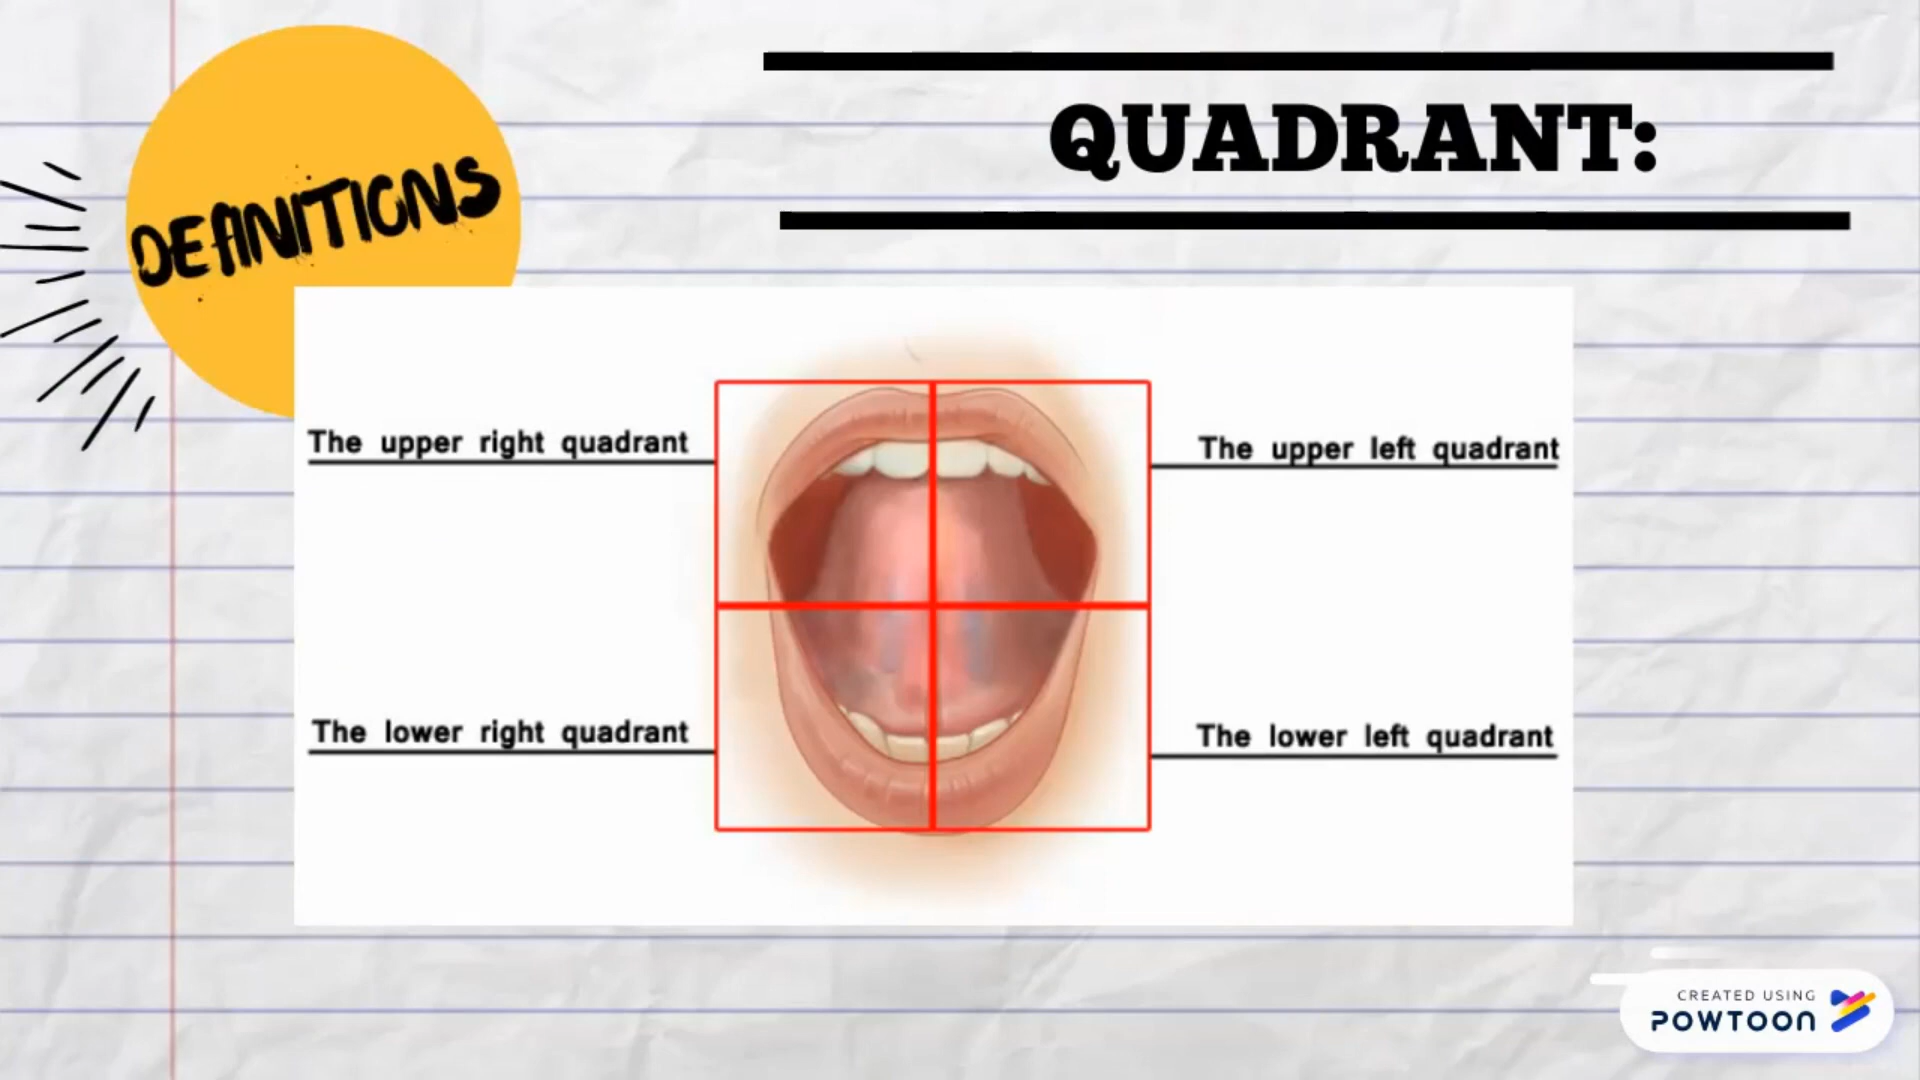 DEFINITIONS
QUADRANT:
The upper right quadrant
The upper left quadrant
The lower right quadrant
The lower left quadrant
CREATED USING
POWTOON